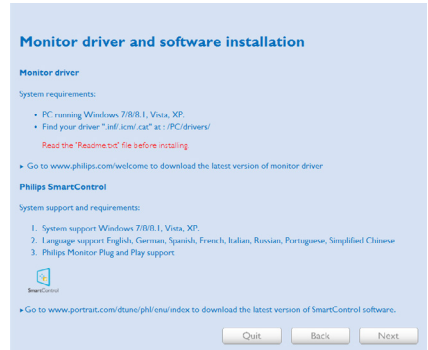 Monitor driver and software installation
Monitor driver
System requirements:
• PC running Windows 7/8/8.1, Vista, XP.
• Find your driver ".inf/.icm/.cat" at : /PC/drivers/
Read the "Readme.txt" file before installing.
▸ Go to www.philips.com/welcome to download the latest version of monitor driver
Philips SmartControl
System support and requirements:
1. System support Windows 7/8/8.1, Vista, XP.
2. Language support English, German, Spanish, French, Italian, Russian, Portuguese, Simplified Chinese
3. Philips Monitor Plug and Play support
SmartControl
▸Go to www.portrait.com/dtune/phl/enu/index to download the latest version of SmartControl software.
Quit Back Next